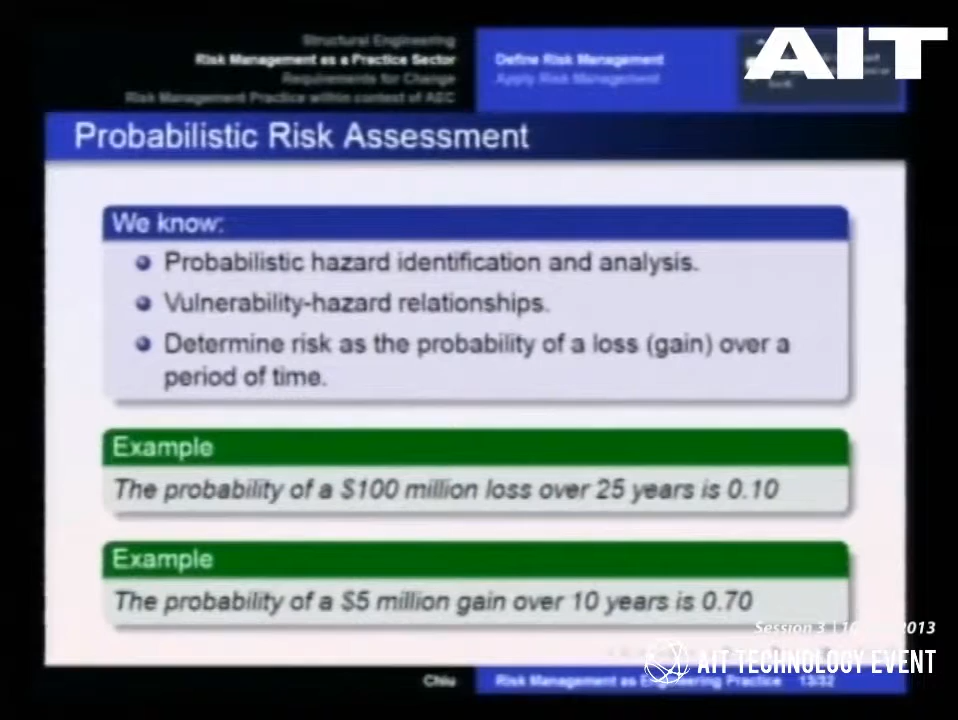 Structural Engineering
Risk Management as a Practice Sector
Requirements for Change
Risk Management Practice within context of AEC
Define Risk Management
Apply Risk Management
AIT
Probabilistic Risk Assessment
We know:
Probabilistic hazard identification and analysis.
Vulnerability-hazard relationships.
Determine risk as the probability of a loss (gain) over a
period of time.
Example
The probability of a $100 million loss over 25 years is 0.10
Example
The probability of a $5 million gain over 10 years is 0.70
Session 3 | 2013
AIT TECHNOLOGY EVENT
Chiu
Risk Management as Engineering Practice 13/32